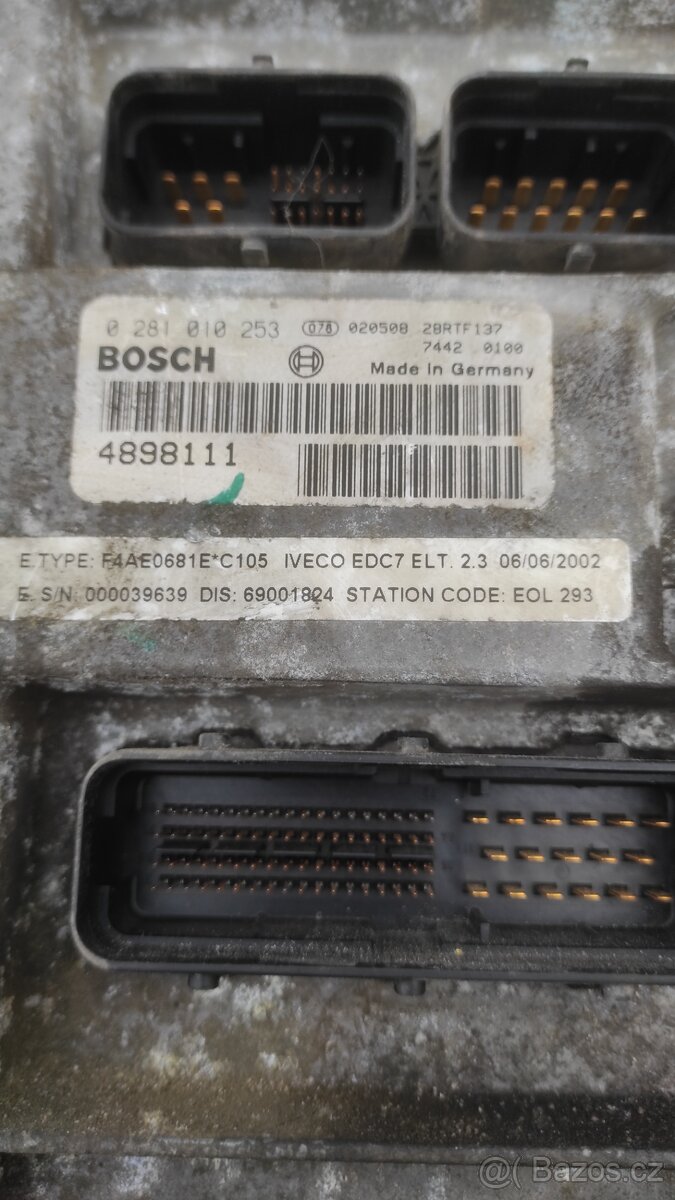 0 281 010 253 078 020508 28RTF137
7442 .0100
BOSCH
Made in Germany
4898111
E.TYPE: F4AE0681E*C105 IVECO EDC7 ELT. 2.3 06/06/2002
E. S/N: 000039639 DIS: 69001824 STATION CODE: EOL 293
@ Bazos.cz